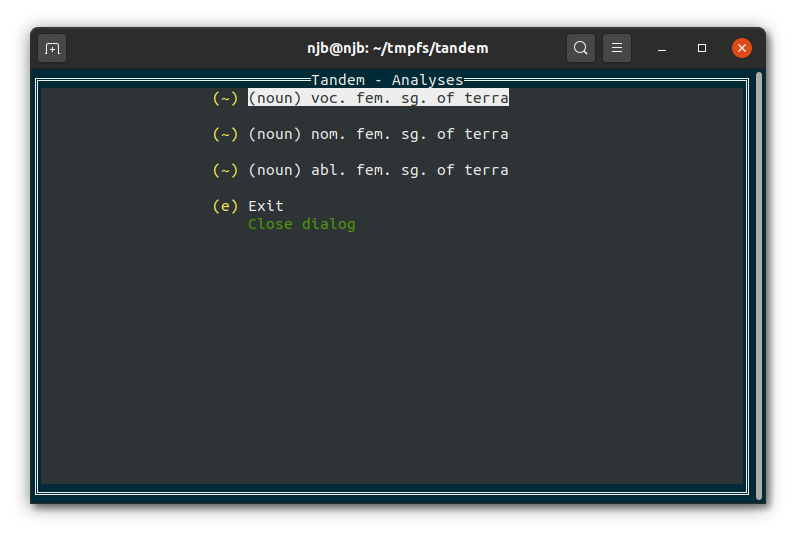 njb@njb: ~/tmpfs/tandem
Tandem - Analyses
(~) (noun) voc. fem. sg. of terra
(~) (noun) nom. fem. sg. of terra
(~) (noun) abl. fem. sg. of terra
(e) Exit
Close dialog